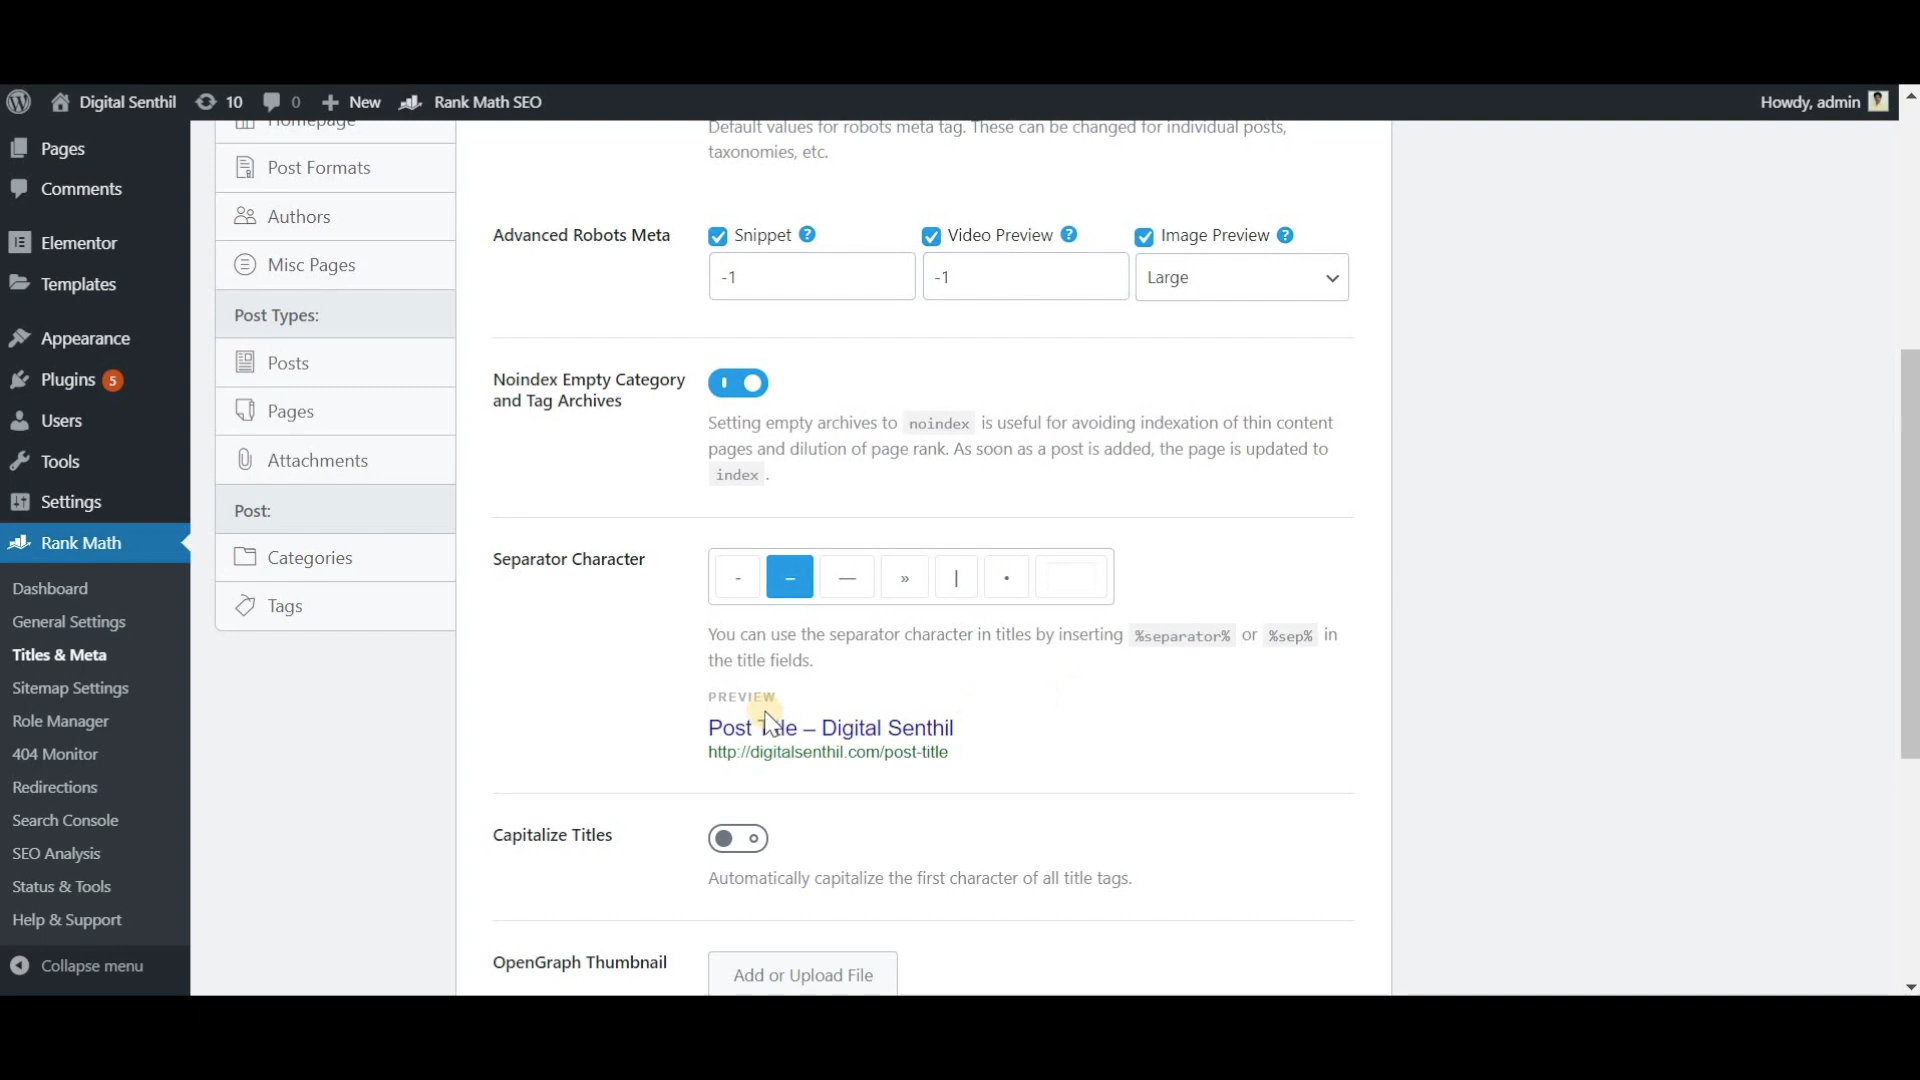 Digital Senthil 10 0 New Rank Math SEO Howdy, admin
Pages
Comments
Elementor
Templates
Appearance
Plugins 5
Users
Tools
Settings
Rank Math
Dashboard
General Settings
Titles & Meta
Sitemap Settings
Role Manager
404 Monitor
Redirections
Search Console
SEO Analysis
Status & Tools
Help & Support
Collapse menu
Homepage
Post Formats
Authors
Misc Pages
Post Types:
Posts
Pages
Attachments
Post:
Categories
Tags
Default values for robots meta tag. These can be changed for individual posts,
taxonomies, etc.
Advanced Robots Meta
Snippet ? Video Preview ? Image Preview ?
-1 -1 Large
Noindex Empty Category
and Tag Archives
Setting empty archives to noindex is useful for avoiding indexation of thin content
pages and dilution of page rank. As soon as a post is added, the page is updated to
index .
Separator Character
- – — » | •
You can use the separator character in titles by inserting %separator% or %sep% in
the title fields.
PREVIEW
Post Title – Digital Senthil
http://digitalsenthil.com/post-title
Capitalize Titles
Automatically capitalize the first character of all title tags.
OpenGraph Thumbnail
Add or Upload File